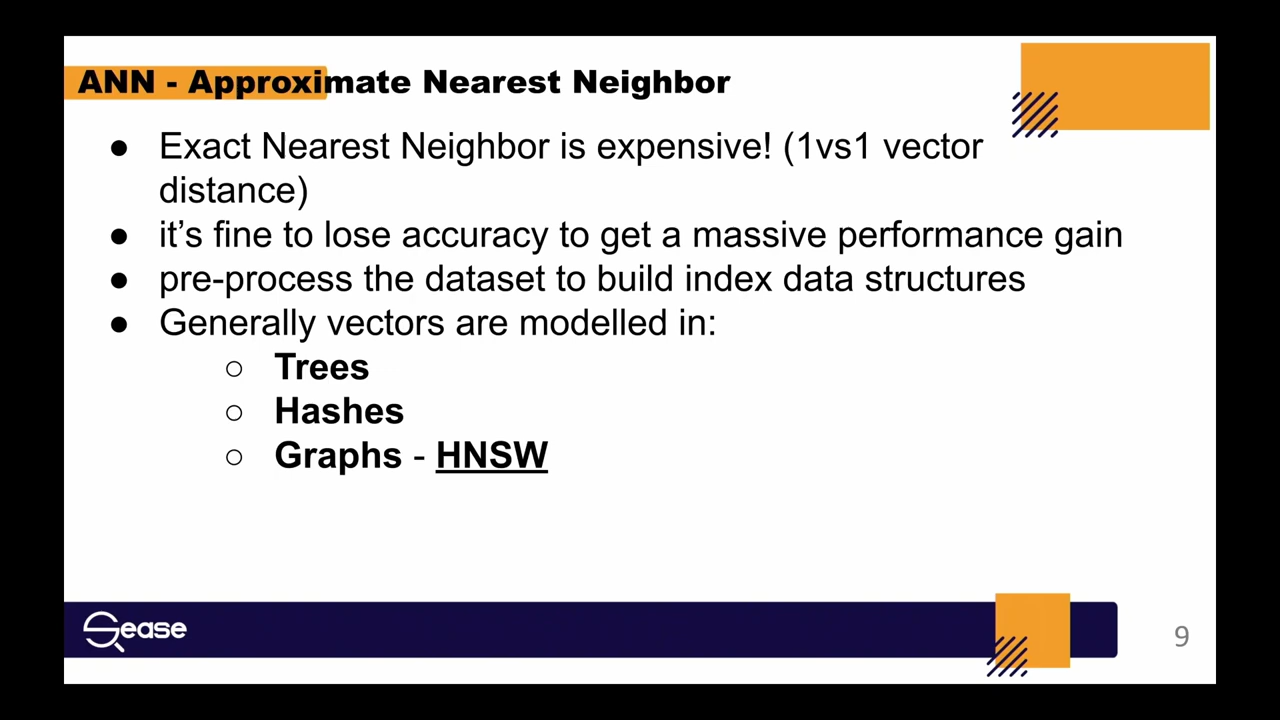 ANN - Approximate Nearest Neighbor
● Exact Nearest Neighbor is expensive! (1vs1 vector
distance)
● it’s fine to lose accuracy to get a massive performance gain
● pre-process the dataset to build index data structures
● Generally vectors are modelled in:
○ Trees
○ Hashes
○ Graphs - HNSW
Sease
9